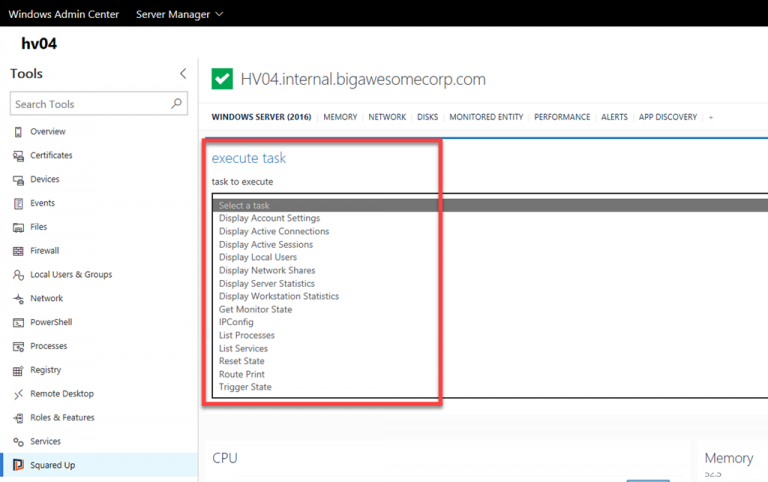 Windows Admin Center Server Manager
hv04
Tools
Search Tools
Overview
Certificates
Devices
Events
Files
Firewall
Local Users & Groups
Network
PowerShell
Processes
Registry
Remote Desktop
Roles & Features
Services
Squared Up
HV04.internal.bigawesomecorp.com
WINDOWS SERVER (2016) MEMORY NETWORK DISKS MONITORED ENTITY PERFORMANCE ALERTS APP DISCOVERY
execute task
task to execute
Select a task
Display Account Settings
Display Active Connections
Display Active Sessions
Display Local Users
Display Network Shares
Display Server Statistics
Display Workstation Statistics
Get Monitor State
IPConfig
List Processes
List Services
Reset State
Route Print
Trigger State
CPU
Memory